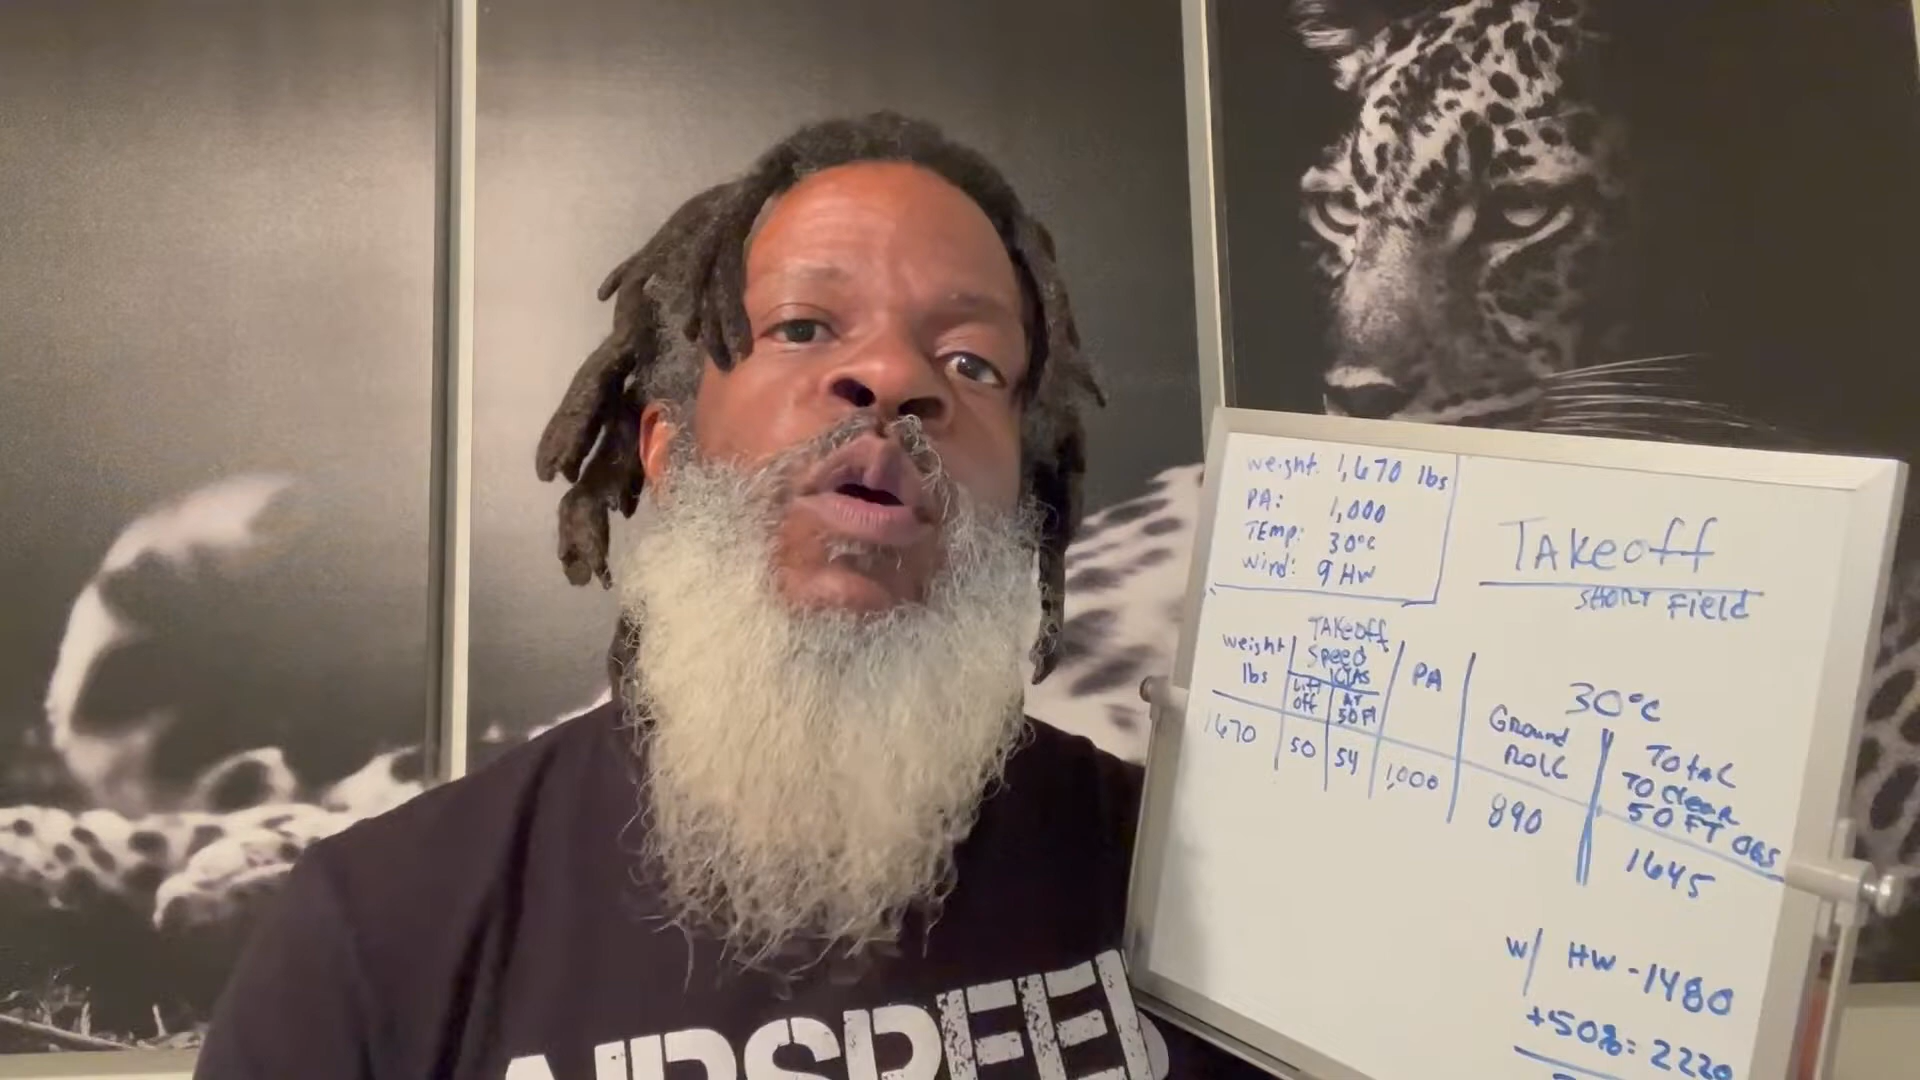 weight: 1,670 lbs
PA: 1,000
TEmp: 30°C
Wind: 9 HW
TAKeoff
SHORT Field
weight
lbs
TAKeoff
Speed
KIAS
Lift
off
AT
50 Ft
PA
30°C
Ground
Roll
Total
To clear
50 FT OBS
1670
50
54
1,000
890
1645
w/ HW - 1480
+50%: 2220
AIRSPEED